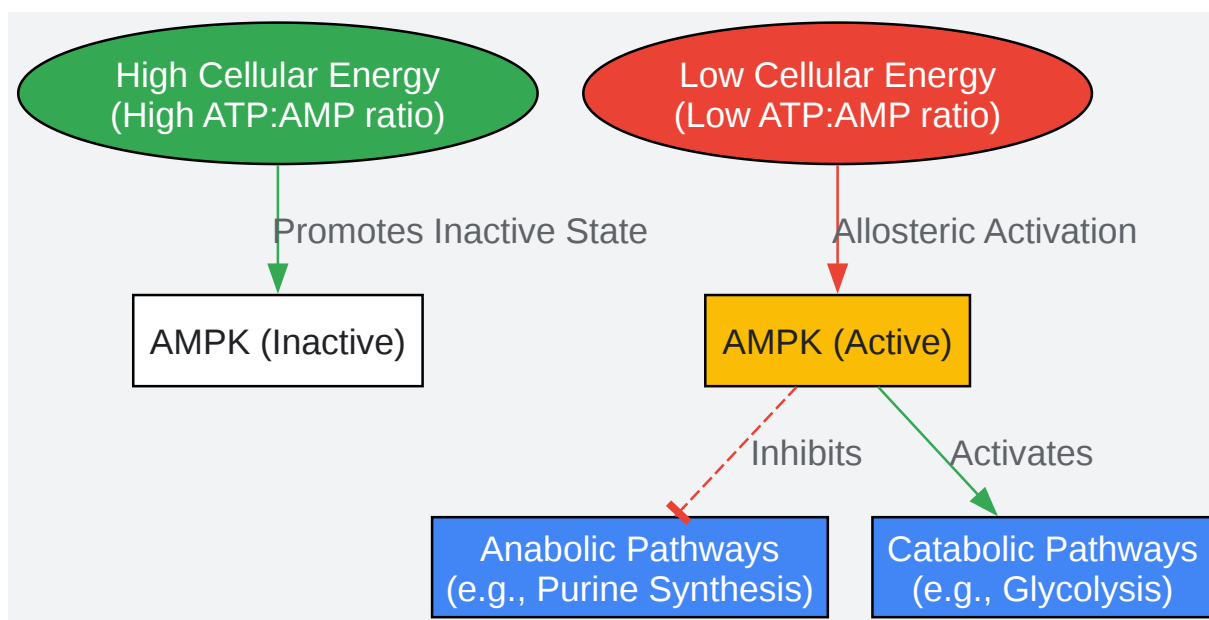 High Cellular Energy
(High ATP:AMP ratio)
Low Cellular Energy
(Low ATP:AMP ratio)
Promotes Inactive State
Allosteric Activation
AMPK (Inactive)
AMPK (Active)
Inhibits
Activates
Anabolic Pathways
(e.g., Purine Synthesis)
Catabolic Pathways
(e.g., Glycolysis)